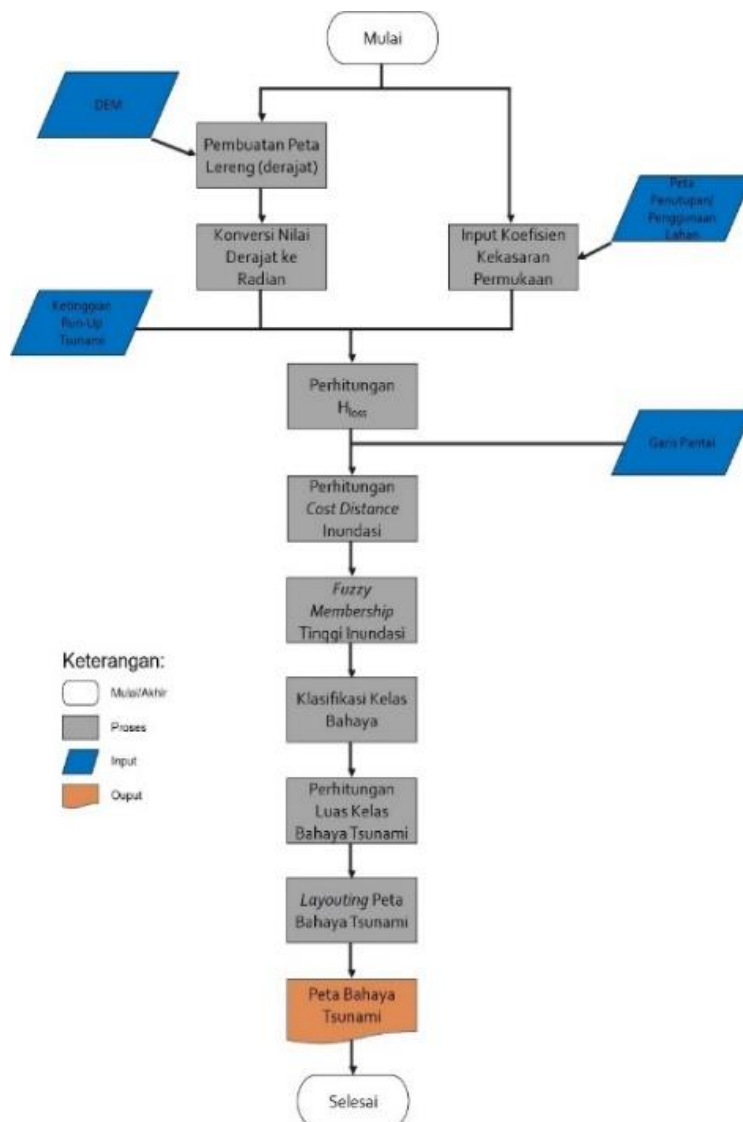 Mulai
DEM
Pembuatan Peta
Lereng (derajat)
Peta
Penutupan/
Penggunaan
Lahan
Konversi Nilai
Derajat ke
Radian
Input Koefisien
Kekasaran
Permukaan
Ketinggian
Run-Up
Tsunami
Perhitungan
Hloss
Garis Pantai
Perhitungan
Cost Distance
Inundasi
Fuzzy
Membership
Tinggi Inundasi
Keterangan:
Mulai/Akhir
Proses
Input
Ouput
Klasifikasi Kelas
Bahaya
Perhitungan
Luas Kelas
Bahaya Tsunami
Layouting Peta
Bahaya Tsunami
Peta Bahaya
Tsunami
Selesai